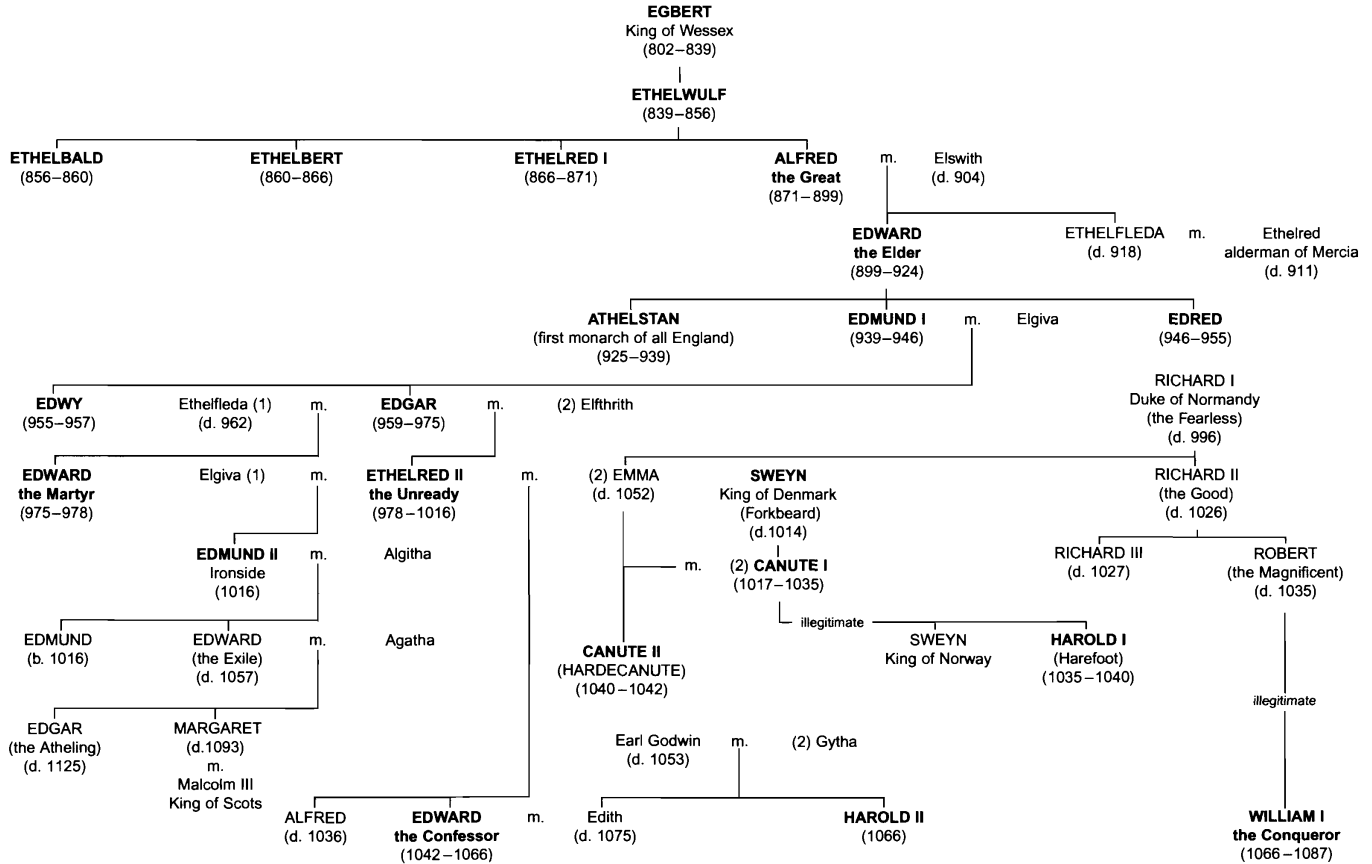 EGBERT
King of Wessex
(802–839)
ETHELWULF
(839–856)
ETHELBALD
(856–860)
ETHELBERT
(860–866)
ETHELRED I
(866–871)
ALFRED
the Great
(871–899)
m.
Elswith
(d. 904)
EDWARD
the Elder
(899–924)
ETHELFLEDA
(d. 918)
m.
Ethelred
alderman of Mercia
(d. 911)
ATHELSTAN
(first monarch of all England)
(925–939)
EDMUND I
(939–946)
m.
Elgiva
EDRED
(946–955)
EDWY
(955–957)
Ethelfleda (1)
(d. 962)
m.
EDGAR
(959–975)
m.
(2) Elfthrith
RICHARD I
Duke of Normandy
(the Fearless)
(d. 996)
EDWARD
the Martyr
(975–978)
Elgiva (1)
m.
ETHELRED II
the Unready
(978–1016)
m.
(2) EMMA
(d. 1052)
SWEYN
King of Denmark
(Forkbeard)
(d.1014)
RICHARD II
(the Good)
(d. 1026)
EDMUND II
Ironside
(1016)
m.
Algitha
m.
(2) CANUTE I
(1017–1035)
RICHARD III
(d. 1027)
ROBERT
(the Magnificent)
(d. 1035)
EDMUND
(b. 1016)
EDWARD
(the Exile)
(d. 1057)
m.
Agatha
CANUTE II
(HARDECANUTE)
(1040–1042)
illegitimate
SWEYN
King of Norway
HAROLD I
(Harefoot)
(1035–1040)
illegitimate
EDGAR
(the Atheling)
(d. 1125)
MARGARET
(d.1093)
m.
Malcolm III
King of Scots
Earl Godwin
(d. 1053)
m.
(2) Gytha
ALFRED
(d. 1036)
EDWARD
the Confessor
(1042–1066)
m.
Edith
(d. 1075)
HAROLD II
(1066)
WILLIAM I
the Conqueror
(1066–1087)